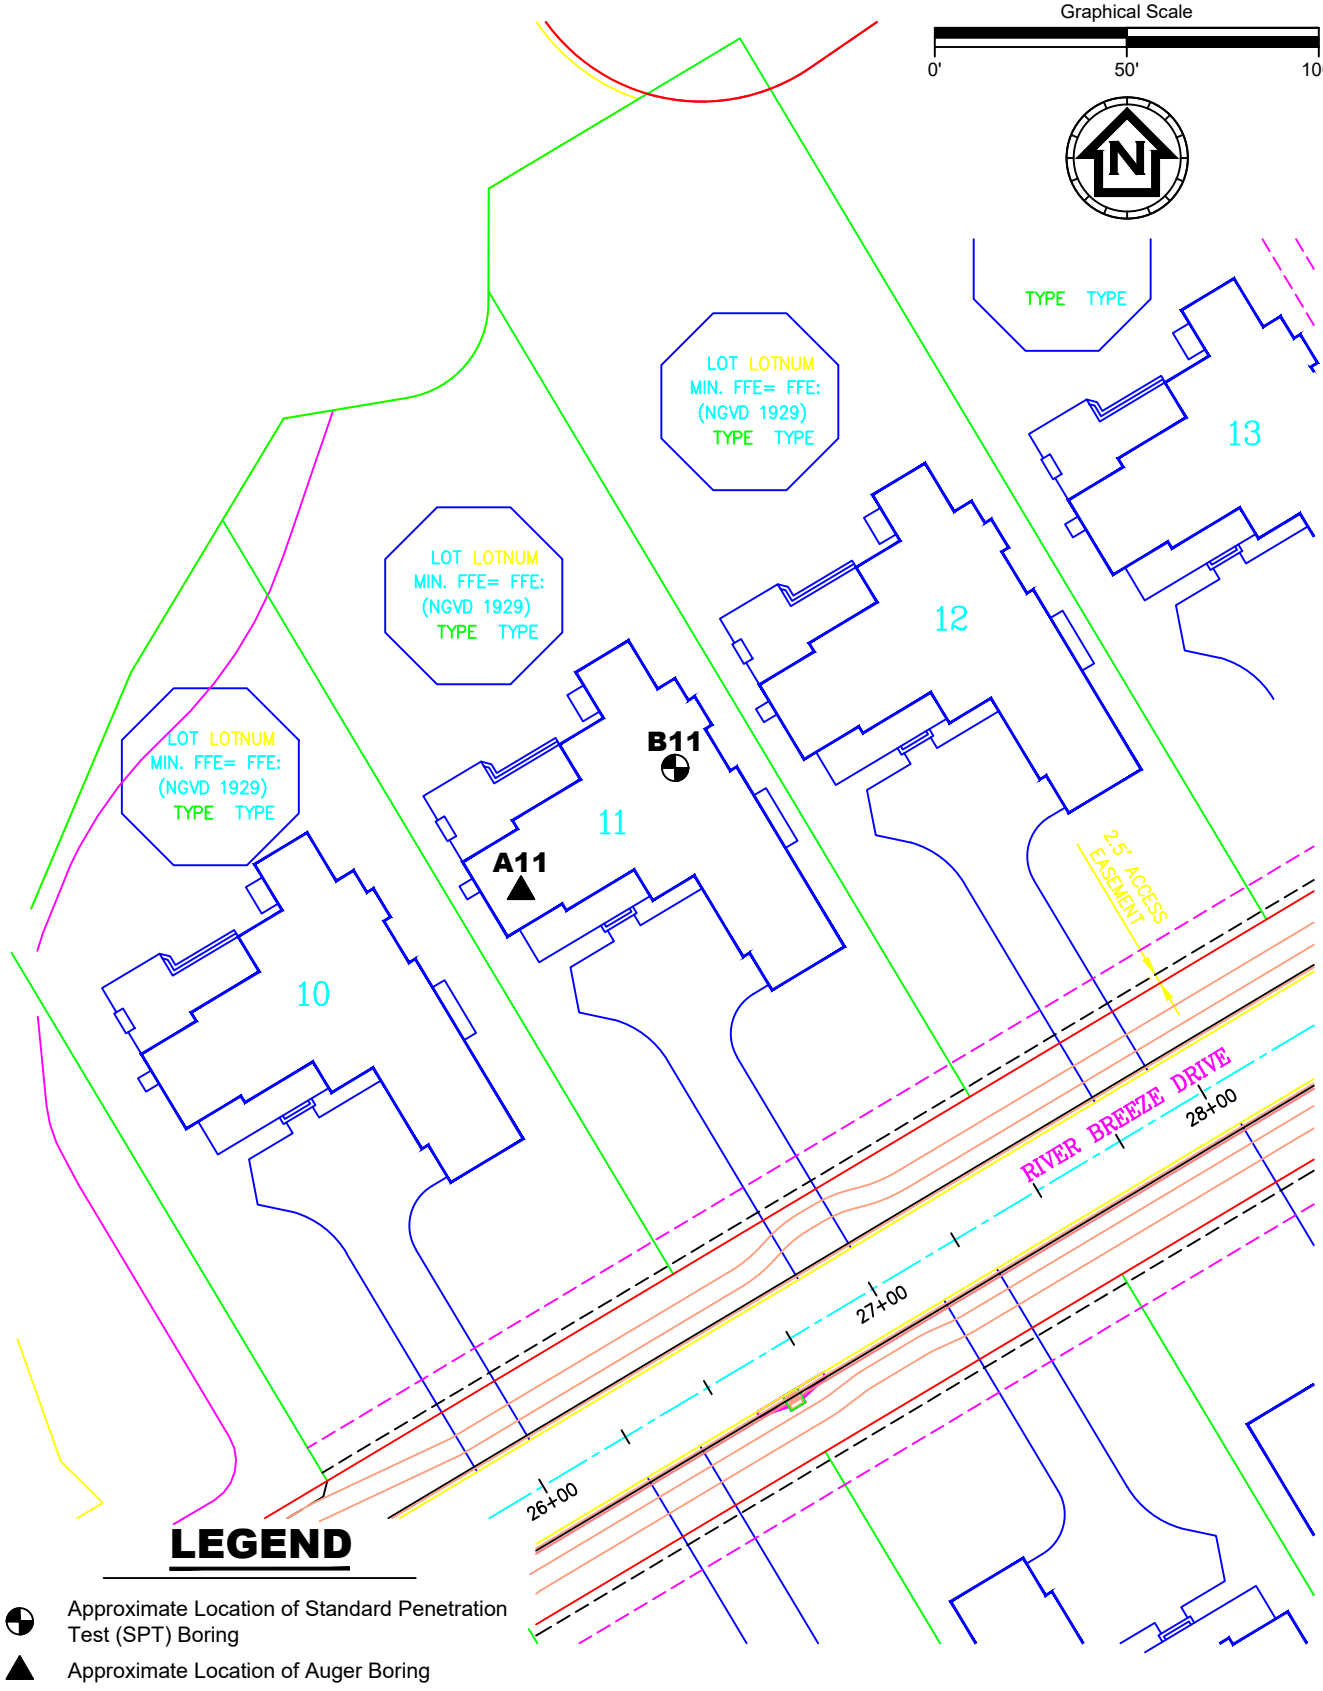 Graphical Scale
0' 50' 10
N
TYPE TYPE
LOT LOTNUM
MIN. FFE= FFE:
(NGVD 1929)
TYPE TYPE
13
LOT LOTNUM
MIN. FFE= FFE:
(NGVD 1929)
TYPE TYPE
12
LOT LOTNUM
MIN. FFE= FFE:
(NGVD 1929)
TYPE TYPE
B11
11
A11
10
2.5' ACCESS
EASEMENT
RIVER BREEZE DRIVE
28+00
27+00
26+00
LEGEND
Approximate Location of Standard Penetration
Test (SPT) Boring
Approximate Location of Auger Boring